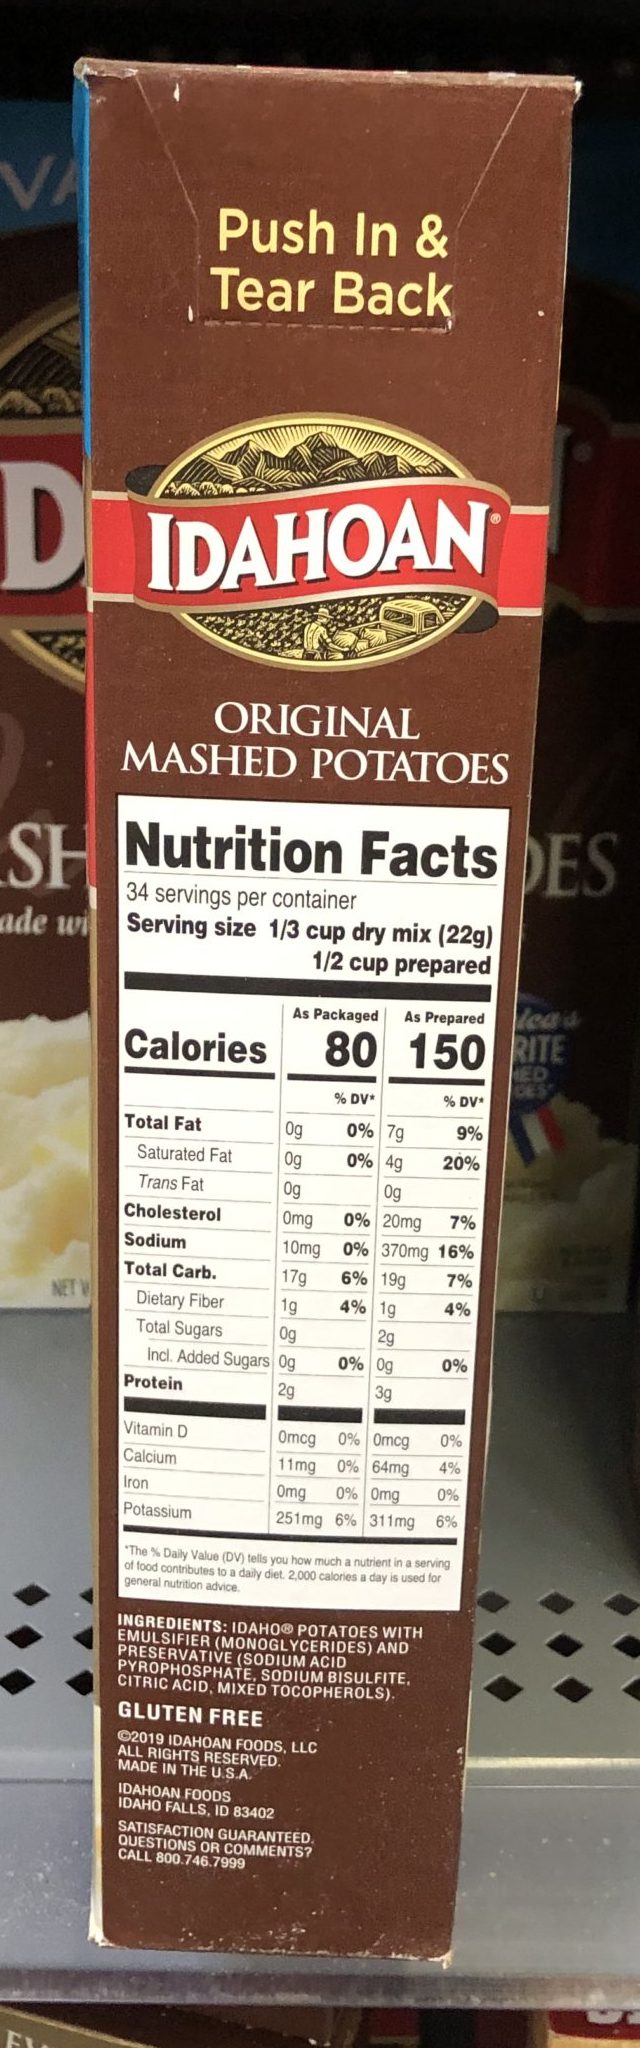 Push In &
Tear Back
IDAHOAN®
ORIGINAL
MASHED POTATOES
Nutrition Facts
34 servings per container
Serving size 1/3 cup dry mix (22g)
1/2 cup prepared
As Packaged As Prepared
Calories 80 150
% DV* % DV*
Total Fat 0g 0% 7g 9%
Saturated Fat 0g 0% 4g 20%
Trans Fat 0g 0g
Cholesterol 0mg 0% 20mg 7%
Sodium 10mg 0% 370mg 16%
Total Carb. 17g 6% 19g 7%
Dietary Fiber 1g 4% 1g 4%
Total Sugars 0g 2g
Incl. Added Sugars 0g 0% 0g 0%
Protein 2g 3g
Vitamin D 0mcg 0% 0mcg 0%
Calcium 11mg 0% 64mg 4%
Iron 0mg 0% 0mg 0%
Potassium 251mg 6% 311mg 6%
*The % Daily Value (DV) tells you how much a nutrient in a serving
of food contributes to a daily diet. 2,000 calories a day is used for
general nutrition advice.
INGREDIENTS: IDAHO® POTATOES WITH
EMULSIFIER (MONOGLYCERIDES) AND
PRESERVATIVE (SODIUM ACID
PYROPHOSPHATE, SODIUM BISULFITE,
CITRIC ACID, MIXED TOCOPHEROLS).
GLUTEN FREE
©2019 IDAHOAN FOODS, LLC
ALL RIGHTS RESERVED.
MADE IN THE U.S.A.
IDAHOAN FOODS
IDAHO FALLS, ID 83402
SATISFACTION GUARANTEED.
QUESTIONS OR COMMENTS?
CALL 800.746.7999